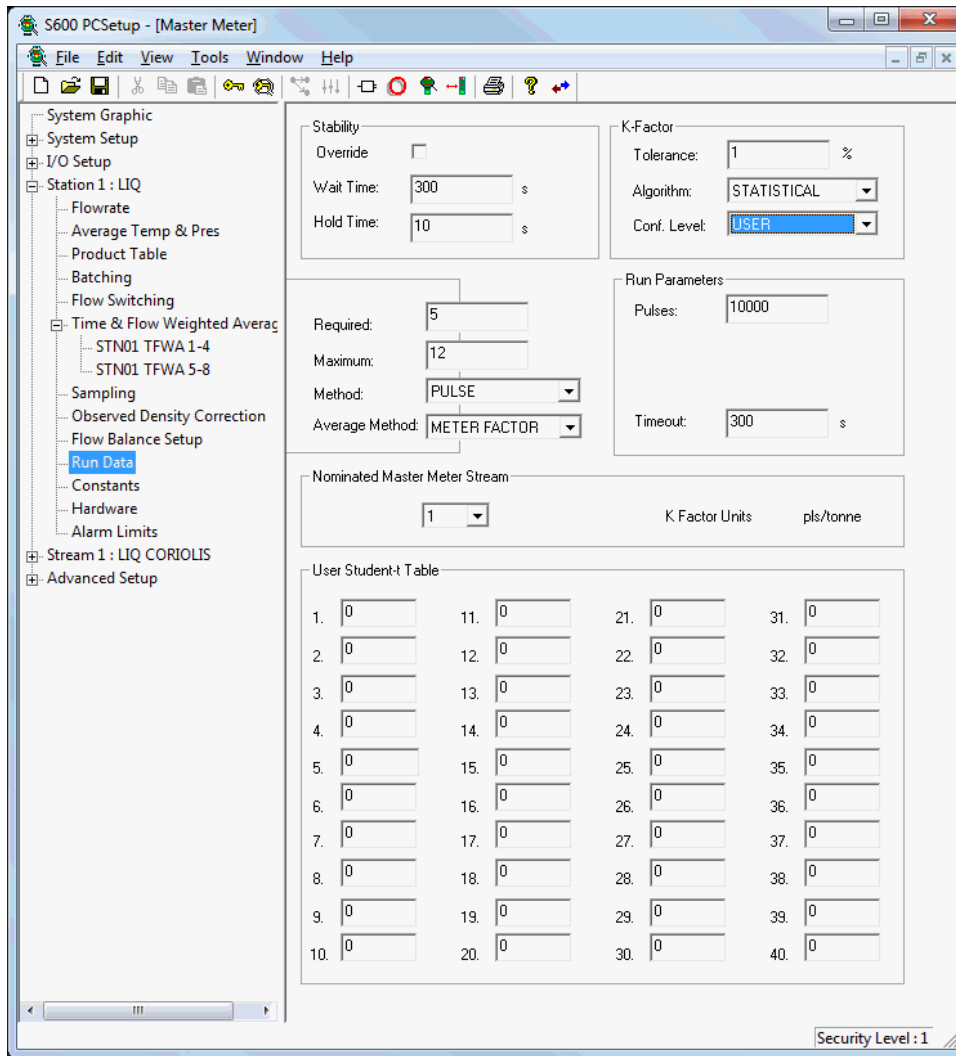 S600 PCSetup - [Master Meter]
File Edit View Tools Window Help
System Graphic
System Setup
I/O Setup
Station 1 : LIQ
Flowrate
Average Temp & Pres
Product Table
Batching
Flow Switching
Time & Flow Weighted Averag
STN01 TFWA 1-4
STN01 TFWA 5-8
Sampling
Observed Density Correction
Flow Balance Setup
Run Data
Constants
Hardware
Alarm Limits
Stream 1 : LIQ CORIOLIS
Advanced Setup
Stability
Override
Wait Time: 300 s
Hold Time: 10 s
K-Factor
Tolerance: 1 %
Algorithm: STATISTICAL
Conf. Level: USER
Required: 5
Maximum: 12
Method: PULSE
Average Method: METER FACTOR
Run Parameters
Pulses: 10000
Timeout: 300 s
Nominated Master Meter Stream
1 K Factor Units pls/tonne
User Student-t Table
1. 0 11. 0 21. 0 31. 0
2. 0 12. 0 22. 0 32. 0
3. 0 13. 0 23. 0 33. 0
4. 0 14. 0 24. 0 34. 0
5. 0 15. 0 25. 0 35. 0
6. 0 16. 0 26. 0 36. 0
7. 0 17. 0 27. 0 37. 0
8. 0 18. 0 28. 0 38. 0
9. 0 19. 0 29. 0 39. 0
10. 0 20. 0 30. 0 40. 0
Security Level : 1